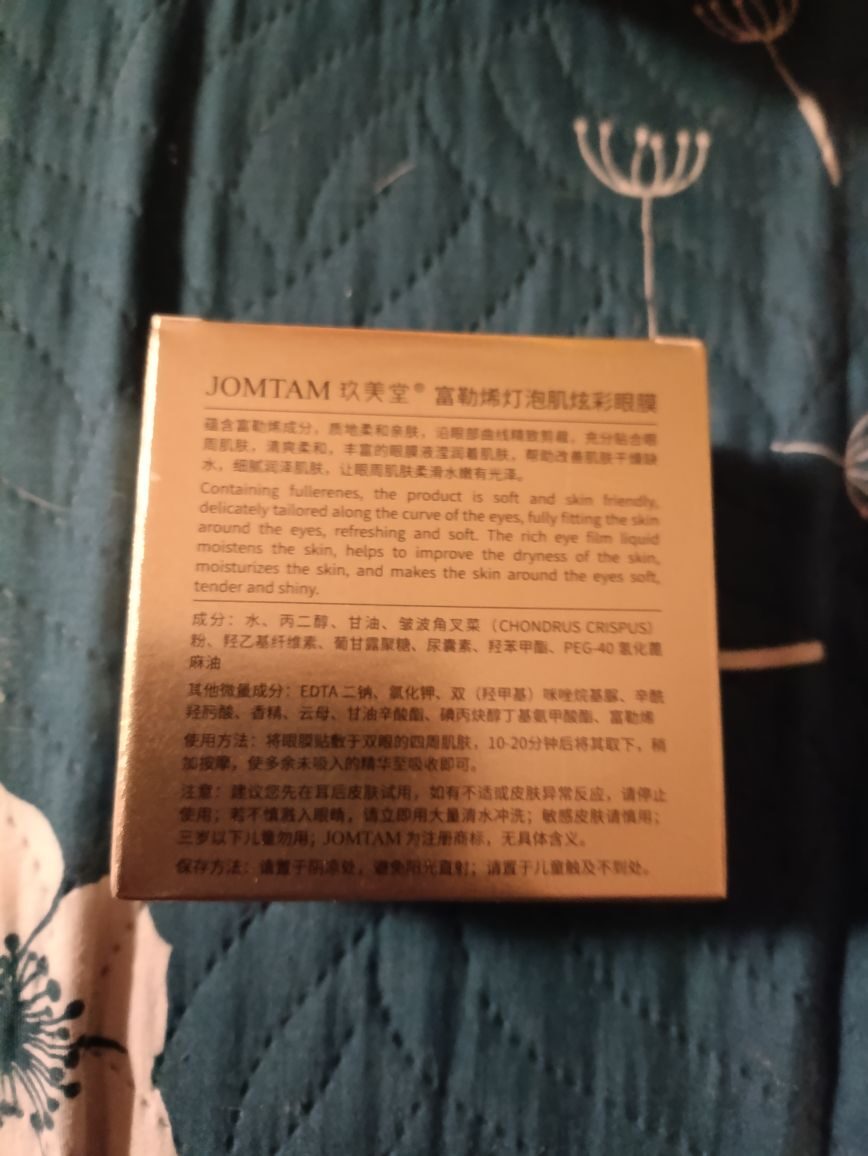 JOMTAM 玖美堂® 富勒烯灯泡肌炫彩眼膜
蕴含富勒烯成分，质地柔和亲肤，沿眼部曲线精致剪裁，充分贴合眼
周肌肤，清爽柔和，丰富的眼膜液滢润着肌肤，帮助改善肌肤干燥缺
水，细腻润泽肌肤，让眼周肌肤柔滑水嫩有光泽。
Containing fullerenes, the product is soft and skin friendly,
delicately tailored along the curve of the eyes, fully fitting the skin
around the eyes, refreshing and soft. The rich eye film liquid
moistens the skin, helps to improve the dryness of the skin,
moisturizes the skin, and makes the skin around the eyes soft,
tender and shiny.
成分：水、丙二醇、甘油、皱波角叉菜（CHONDRUS CRISPUS）
粉、羟乙基纤维素、葡甘露聚糖、尿囊素、羟苯甲酯、PEG-40 氢化蓖
麻油
其他微量成分：EDTA 二钠、氯化钾、双（羟甲基）咪唑烷基脲、辛酰
羟肟酸、香精、云母、甘油辛酸酯、碘丙炔醇丁基氨甲酸酯、富勒烯
使用方法：将眼膜贴敷于双眼的四周肌肤，10-20分钟后将其取下，稍
加按摩，使多余未吸入的精华至吸收即可。
注意：建议您先在耳后皮肤试用，如有不适或皮肤异常反应，请停止
使用；若不慎溅入眼睛，请立即用大量清水冲洗；敏感皮肤请慎用；
三岁以下儿童勿用；JOMTAM 为注册商标，无具体含义。
保存方法：请置于阴凉处，避免阳光直射；请置于儿童触及不到处。